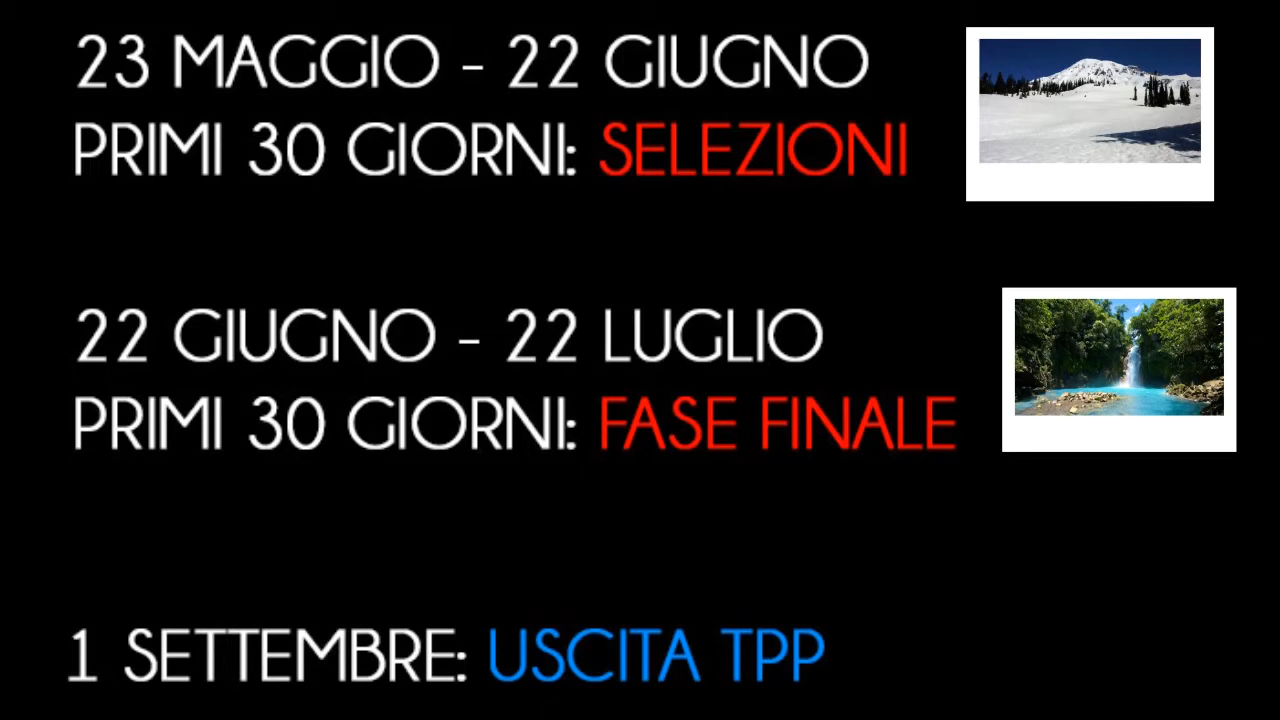 23 MAGGIO - 22 GIUGNO
PRIMI 30 GIORNI: SELEZIONI
22 GIUGNO - 22 LUGLIO
PRIMI 30 GIORNI: FASE FINALE
1 SETTEMBRE: USCITA TPP